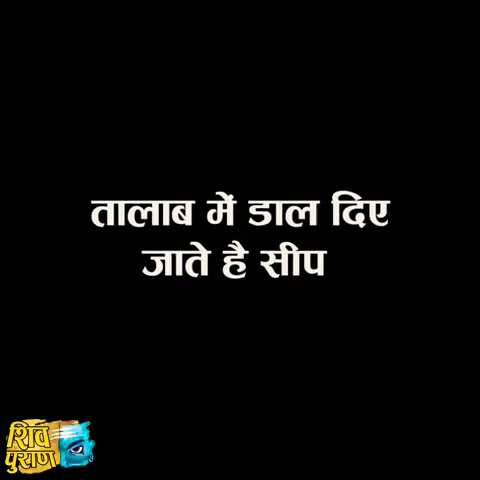 तालाब में डाल दिए
जाते है सीप
शिव
पुराण